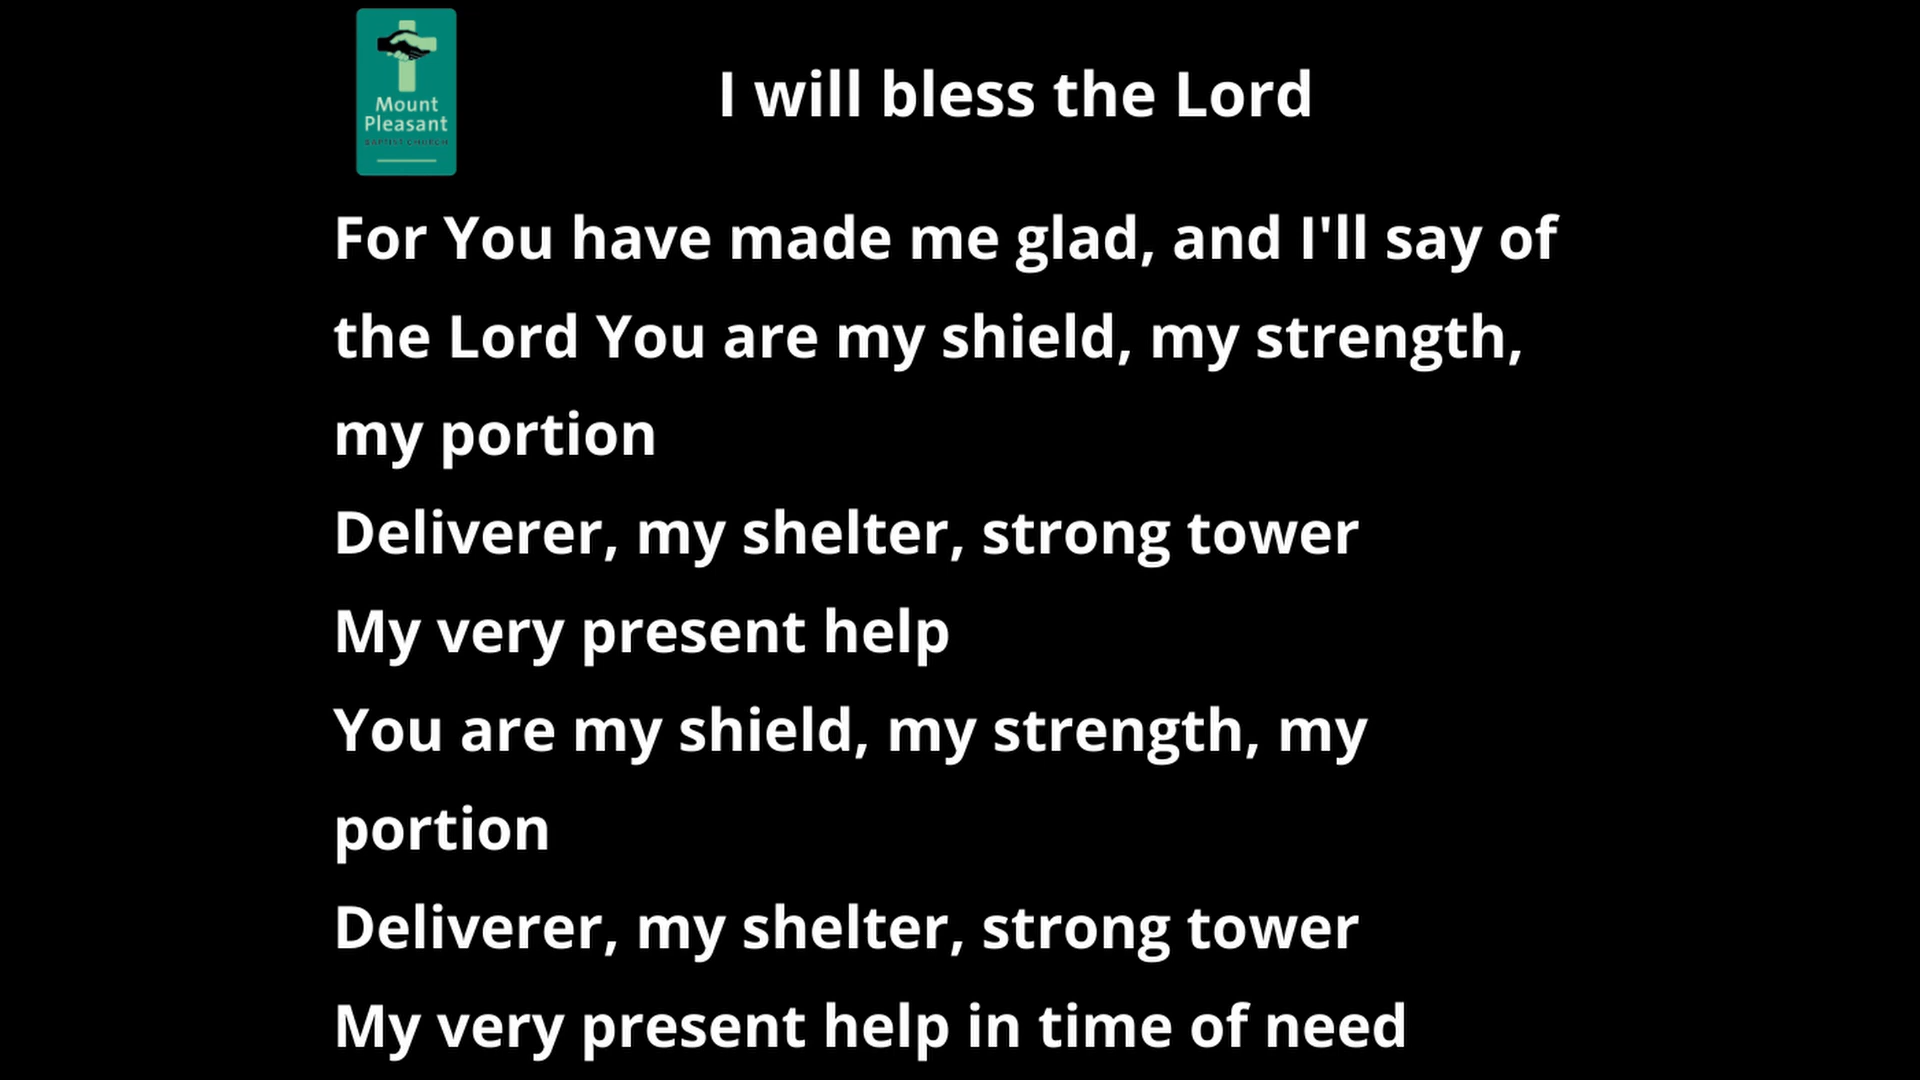 Mount
Pleasant
BAPTIST CHURCH
I will bless the Lord
For You have made me glad, and I'll say of
the Lord You are my shield, my strength,
my portion
Deliverer, my shelter, strong tower
My very present help
You are my shield, my strength, my
portion
Deliverer, my shelter, strong tower
My very present help in time of need